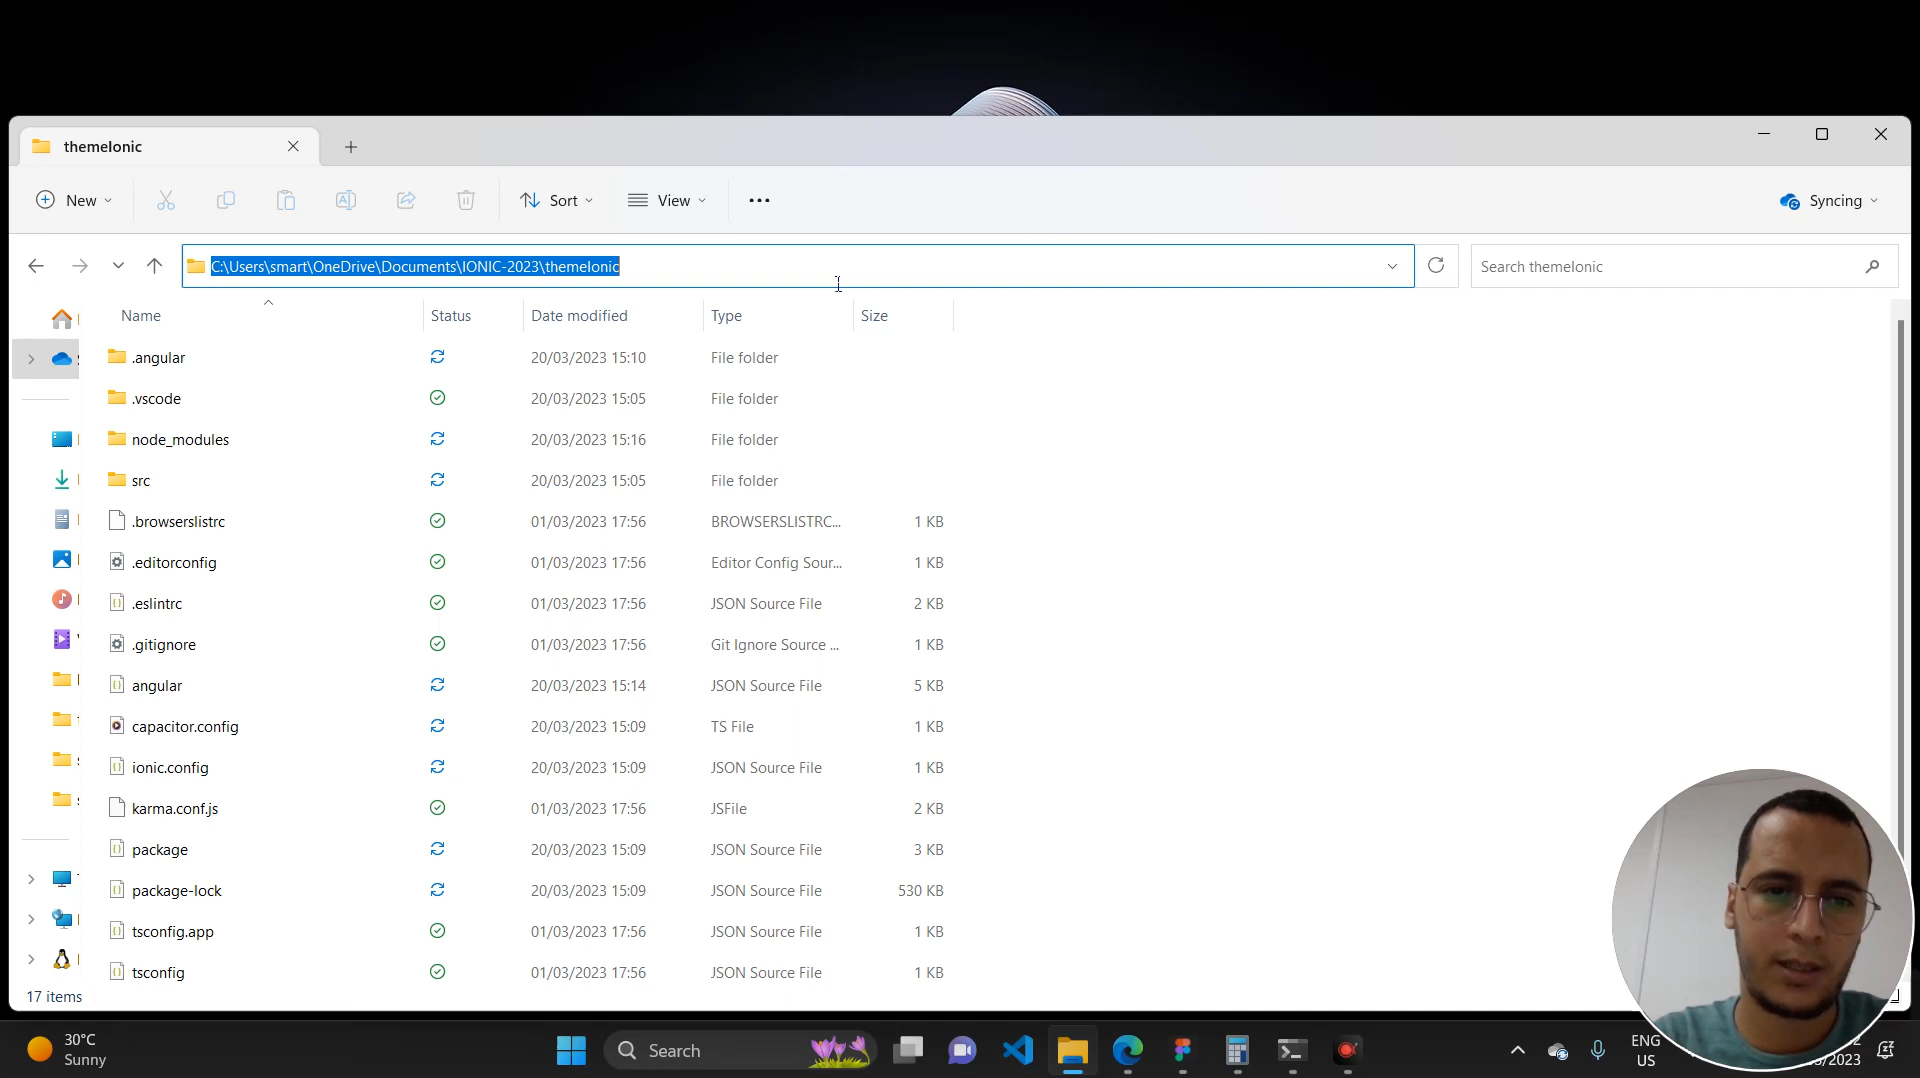 themeIonic
New
Sort
View
Syncing
C:\Users\smart\OneDrive\Documents\IONIC-2023\themeIonic
Search themeIonic
Name Status Date modified Type Size
.angular 20/03/2023 15:10 File folder
.vscode 20/03/2023 15:05 File folder
node_modules 20/03/2023 15:16 File folder
src 20/03/2023 15:05 File folder
.browserslistrc 01/03/2023 17:56 BROWSERSLISTRC... 1 KB
.editorconfig 01/03/2023 17:56 Editor Config Sour... 1 KB
.eslintrc 01/03/2023 17:56 JSON Source File 2 KB
.gitignore 01/03/2023 17:56 Git Ignore Source ... 1 KB
angular 20/03/2023 15:14 JSON Source File 5 KB
capacitor.config 20/03/2023 15:09 TS File 1 KB
ionic.config 20/03/2023 15:09 JSON Source File 1 KB
karma.conf.js 01/03/2023 17:56 JSFile 2 KB
package 20/03/2023 15:09 JSON Source File 3 KB
package-lock 20/03/2023 15:09 JSON Source File 530 KB
tsconfig.app 01/03/2023 17:56 JSON Source File 1 KB
tsconfig 01/03/2023 17:56 JSON Source File 1 KB
17 items
30°C
Sunny
Search
ENG
US
/2023